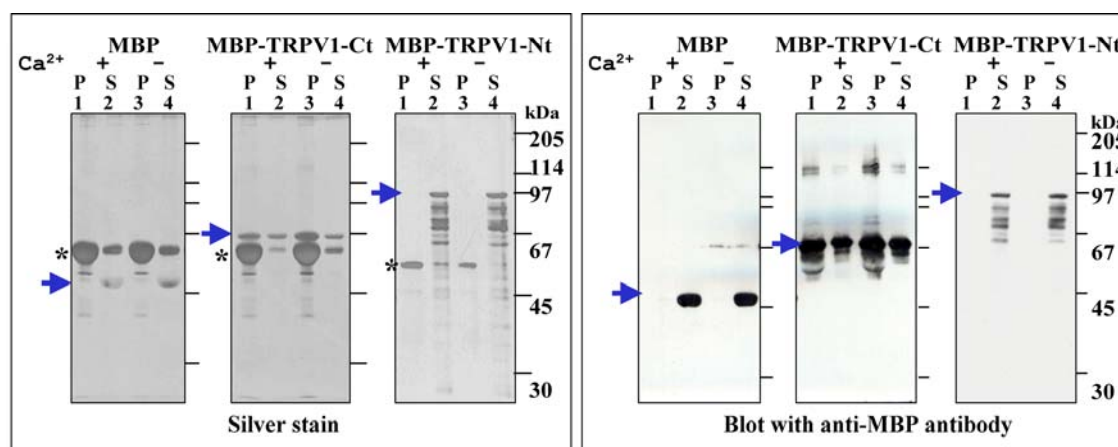 MBP MBP-TRPV1-Ct MBP-TRPV1-Nt
Ca²⁺ + − + − + −
P S P S P S P S P S P S
1 2 3 4 1 2 3 4 1 2 3 4
kDa
205
114
97
67
45
30
* * *
Silver stain
MBP MBP-TRPV1-Ct MBP-TRPV1-Nt
Ca²⁺ + − + − + −
P S P S P S P S P S P S
1 2 3 4 1 2 3 4 1 2 3 4
kDa
205
114
97
67
45
30
Blot with anti-MBP antibody